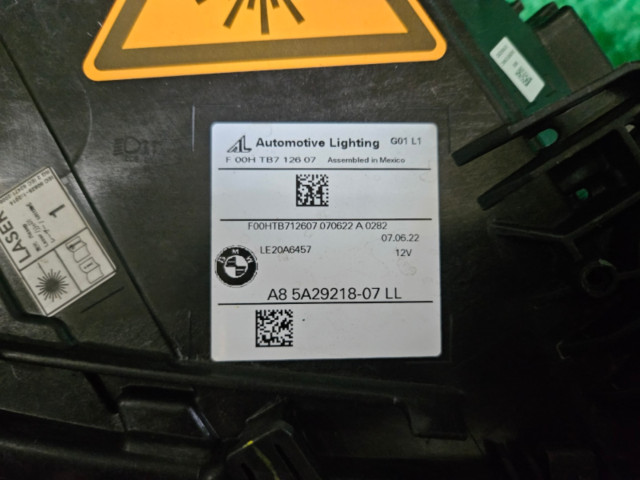 Automotive Lighting G01 L1
F 00H TB7 126 07 Assembled in Mexico
F00HTB712607 070622 A 0282
07.06.22
LE20A6457 12V
A8 5A29218-07 LL
LASER
1